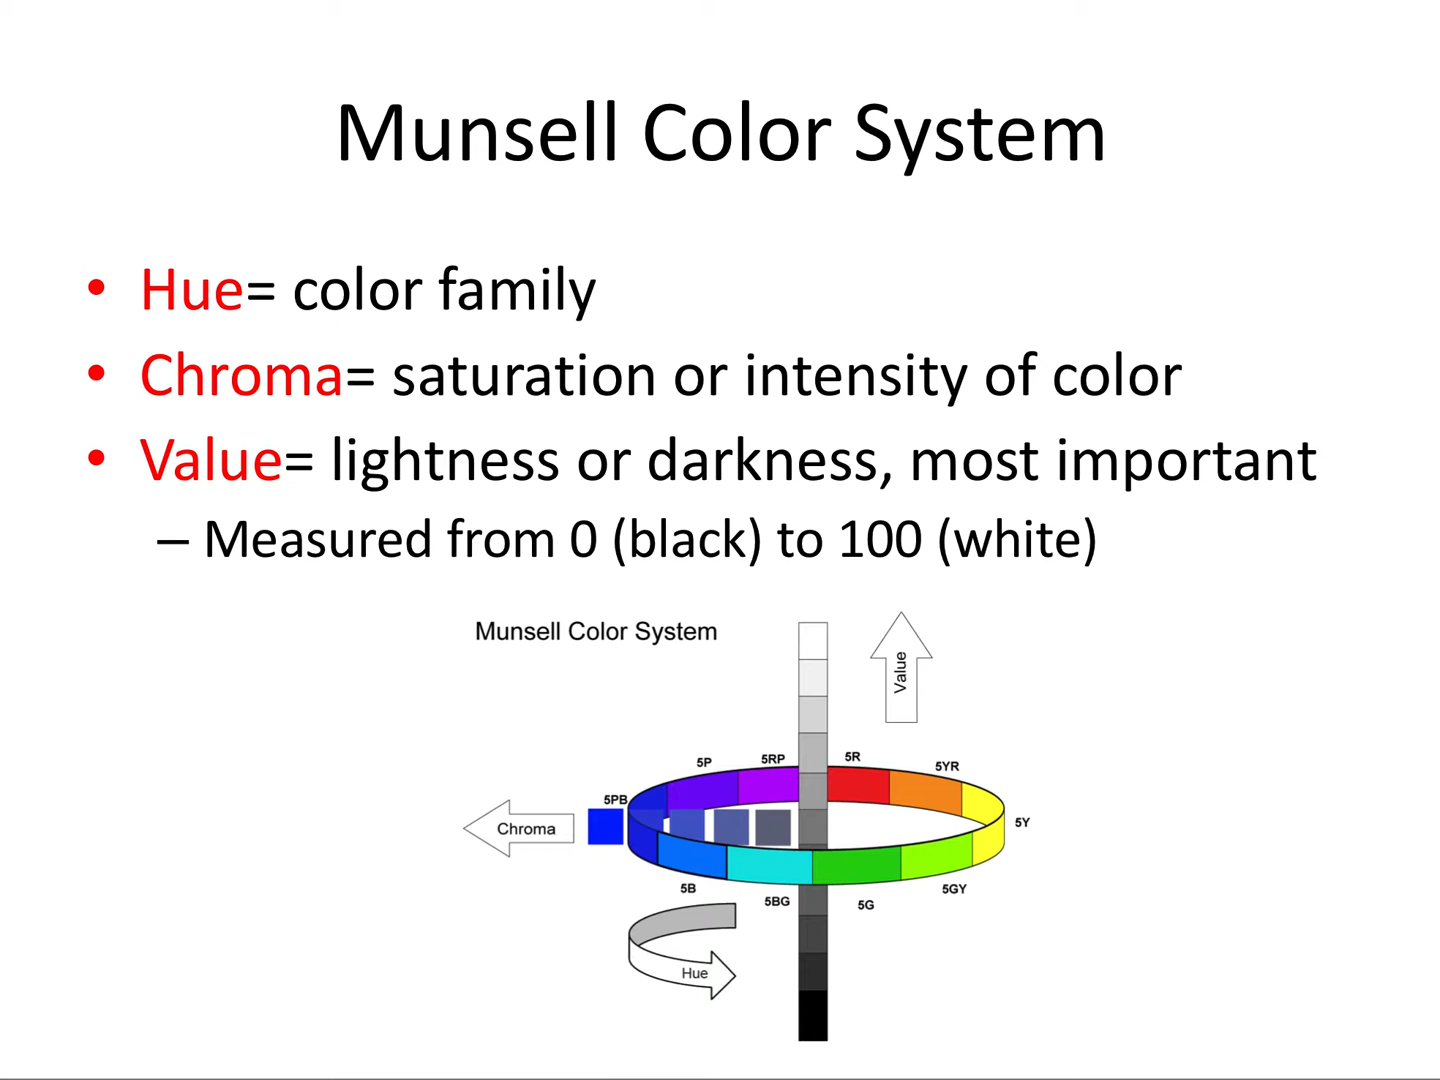 Munsell Color System
• Hue= color family
• Chroma= saturation or intensity of color
• Value= lightness or darkness, most important
– Measured from 0 (black) to 100 (white)
Munsell Color System
Value
5P
5RP
5R
5YR
5PB
Chroma
5Y
5B
5BG
5G
5GY
Hue